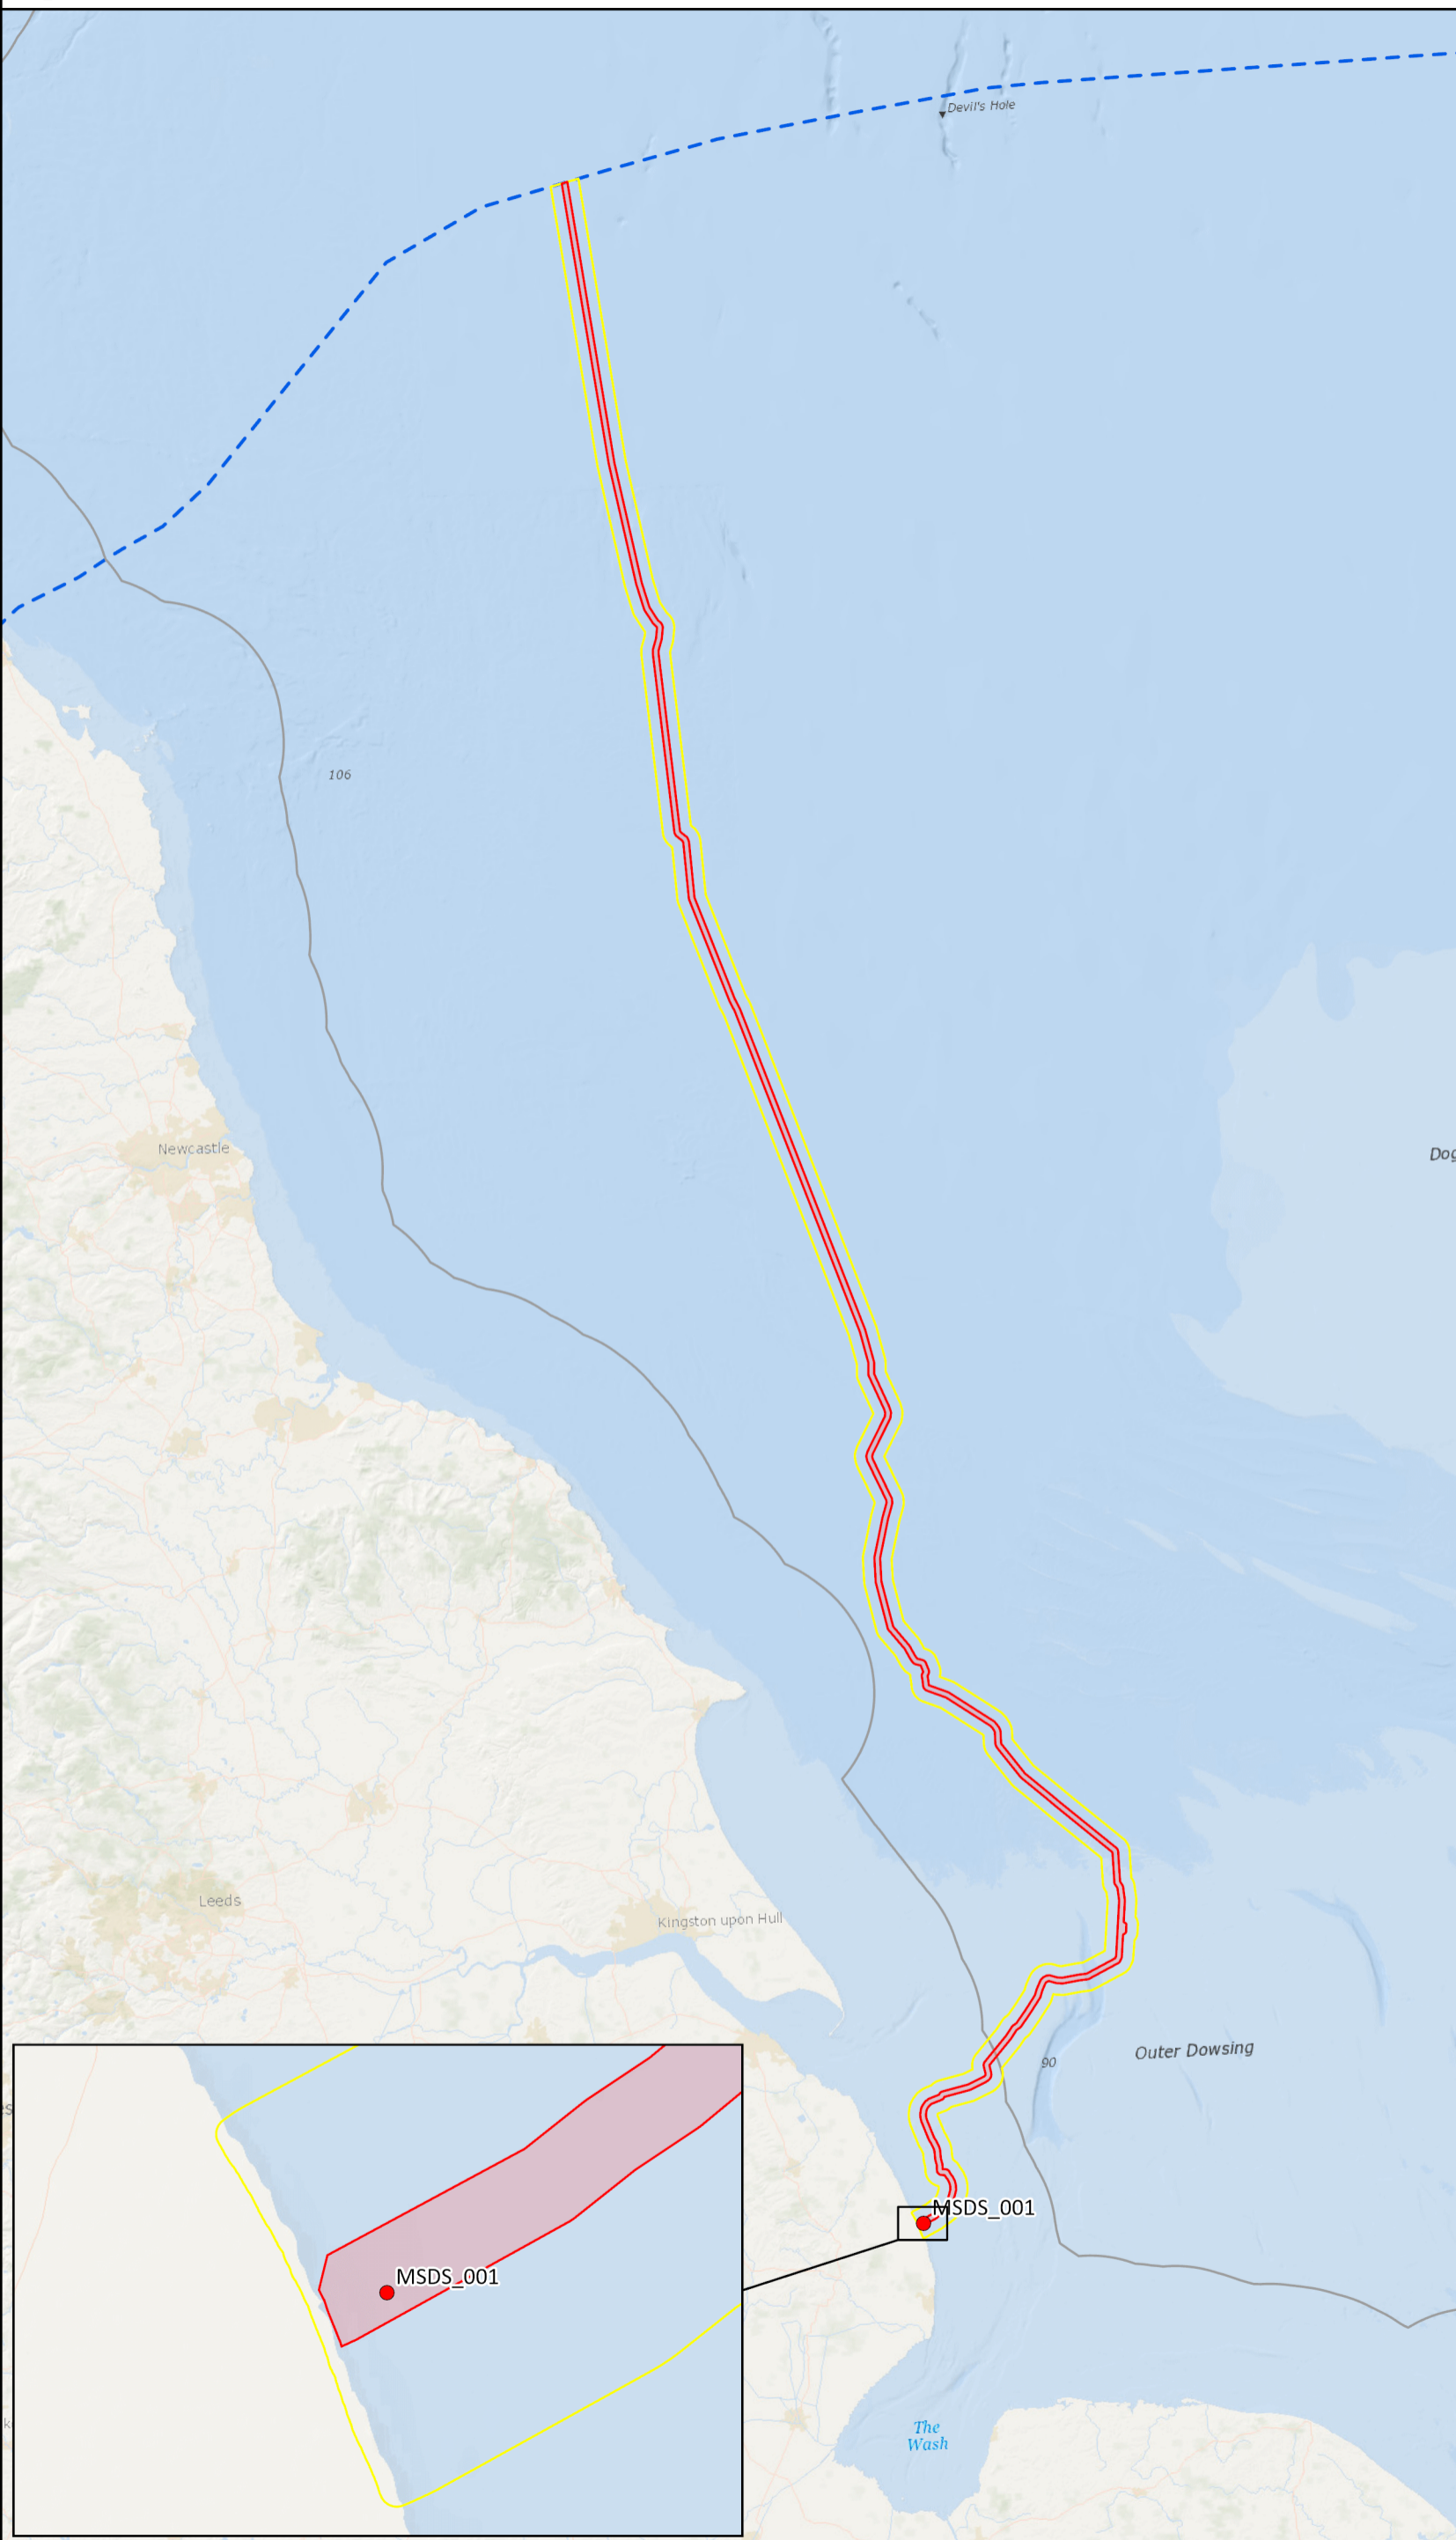 Devil's Hole
106
Newcastle
Dog
Leeds
Kingston upon Hull
Outer Dowsing
90
MSDS_001
MSDS_001
The
Wash